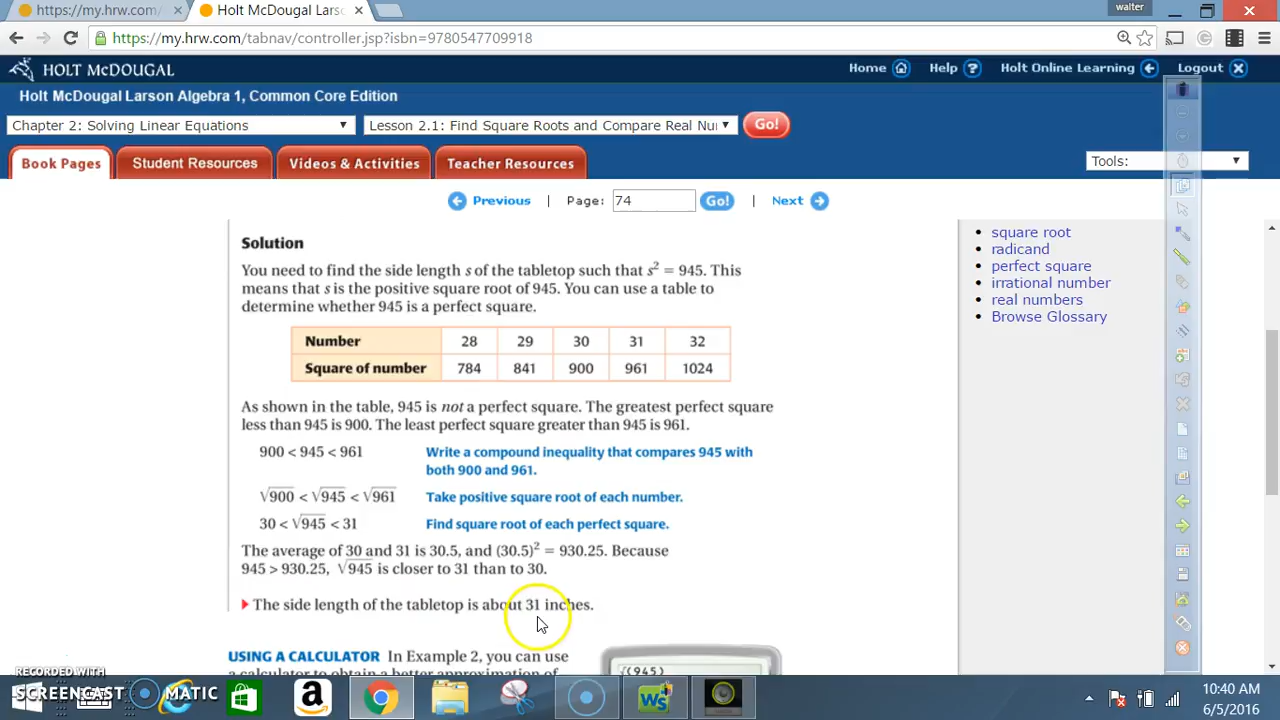 https://my.hrw.com/tabnav/ ×
Holt McDougal Larson ×
walter
https://my.hrw.com/tabnav/controller.jsp?isbn=9780547709918
HOLT MCDOUGAL
Home Help ? Holt Online Learning Logout
Holt McDougal Larson Algebra 1, Common Core Edition
Chapter 2: Solving Linear Equations Lesson 2.1: Find Square Roots and Compare Real Nu Go!
Book Pages Student Resources Videos & Activities Teacher Resources Tools:
Previous | Page: 74 Go! | Next
Solution
You need to find the side length s of the tabletop such that s² = 945. This
means that s is the positive square root of 945. You can use a table to
determine whether 945 is a perfect square.
Number 28 29 30 31 32
Square of number 784 841 900 961 1024
As shown in the table, 945 is not a perfect square. The greatest perfect square
less than 945 is 900. The least perfect square greater than 945 is 961.
900 < 945 < 961 Write a compound inequality that compares 945 with
both 900 and 961.
√900 < √945 < √961 Take positive square root of each number.
30 < √945 < 31 Find square root of each perfect square.
The average of 30 and 31 is 30.5, and (30.5)² = 930.25. Because
945 > 930.25, √945 is closer to 31 than to 30.
The side length of the tabletop is about 31 inches.
USING A CALCULATOR In Example 2, you can use
a calculator to obtain a better approximation of
√(945)
• square root
• radicand
• perfect square
• irrational number
• real numbers
• Browse Glossary
RECORDED WITH
SCREENCAST MATIC
10:40 AM
6/5/2016